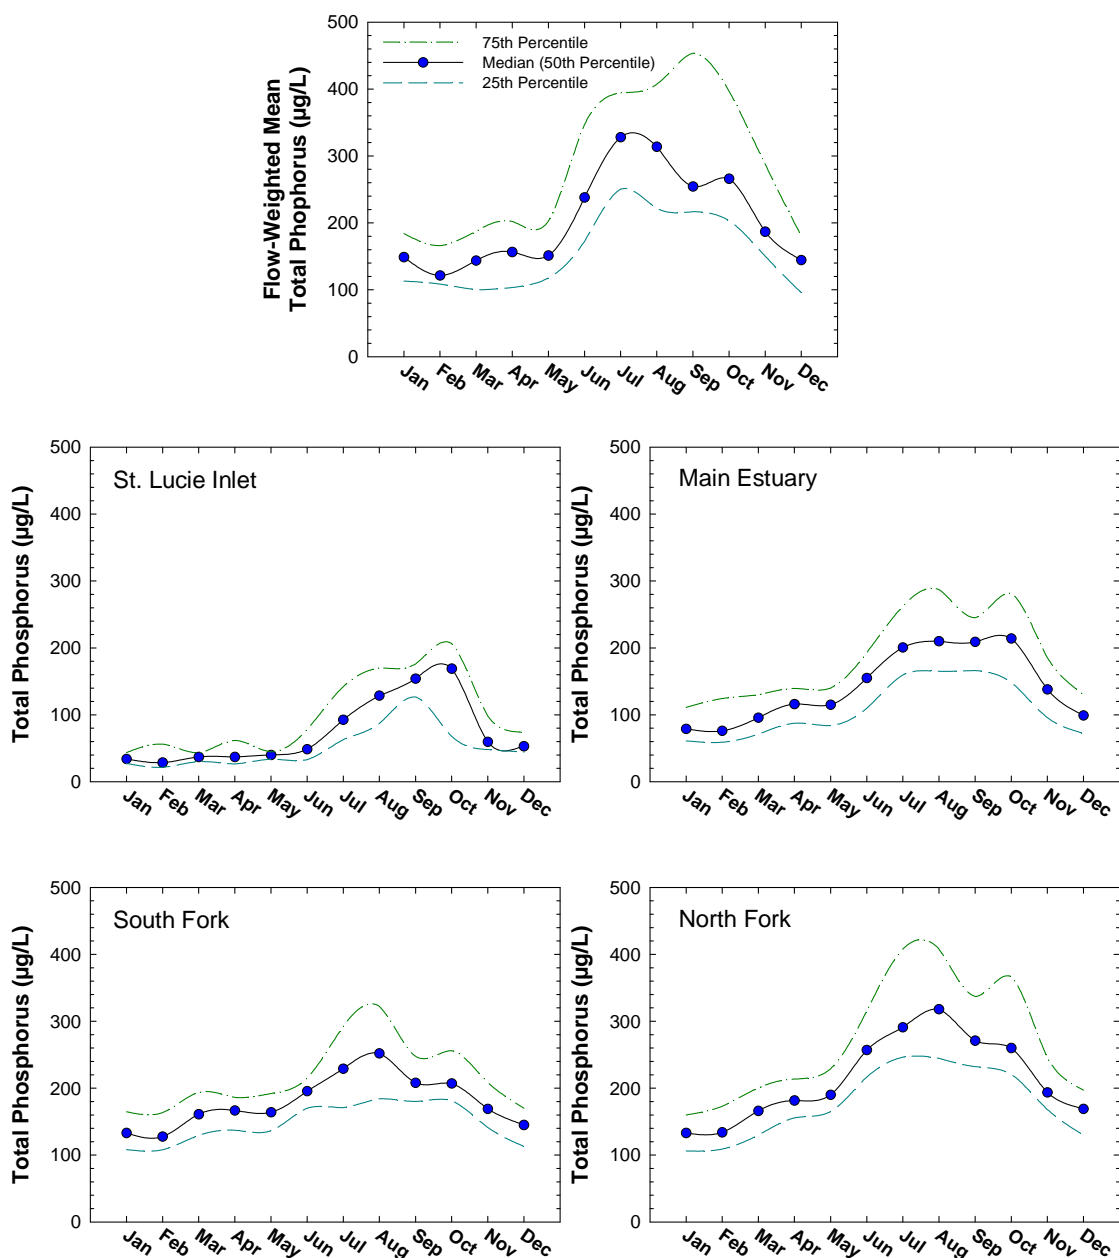 Flow-Weighted Mean
Total Phophorus (µg/L)
500
400
300
200
100
0
75th Percentile
Median (50th Percentile)
25th Percentile
Jan Feb Mar Apr May Jun Jul Aug Sep Oct Nov Dec
Total Phosphorus (µg/L)
500
400
300
200
100
0
St. Lucie Inlet
Jan Feb Mar Apr May Jun Jul Aug Sep Oct Nov Dec
Total Phosphorus (µg/L)
500
400
300
200
100
0
Main Estuary
Jan Feb Mar Apr May Jun Jul Aug Sep Oct Nov Dec
Total Phosphorus (µg/L)
500
400
300
200
100
0
South Fork
Jan Feb Mar Apr May Jun Jul Aug Sep Oct Nov Dec
Total Phosphorus (µg/L)
500
400
300
200
100
0
North Fork
Jan Feb Mar Apr May Jun Jul Aug Sep Oct Nov Dec